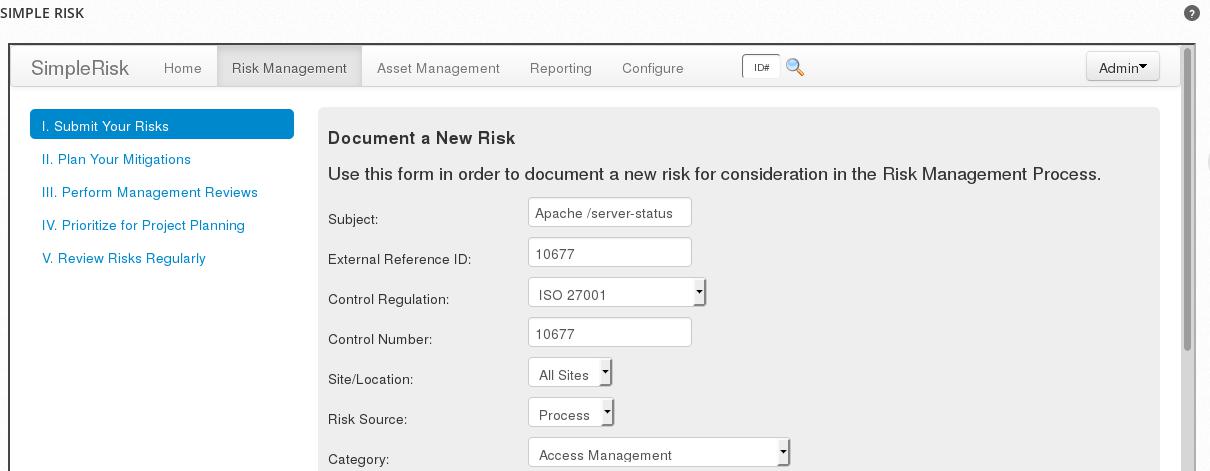 SIMPLE RISK
?
SimpleRisk Home Risk Management Asset Management Reporting Configure ID# Admin
I. Submit Your Risks
II. Plan Your Mitigations
III. Perform Management Reviews
IV. Prioritize for Project Planning
V. Review Risks Regularly
Document a New Risk
Use this form in order to document a new risk for consideration in the Risk Management Process.
Subject: Apache /server-status
External Reference ID: 10677
Control Regulation: ISO 27001
Control Number: 10677
Site/Location: All Sites
Risk Source: Process
Category: Access Management